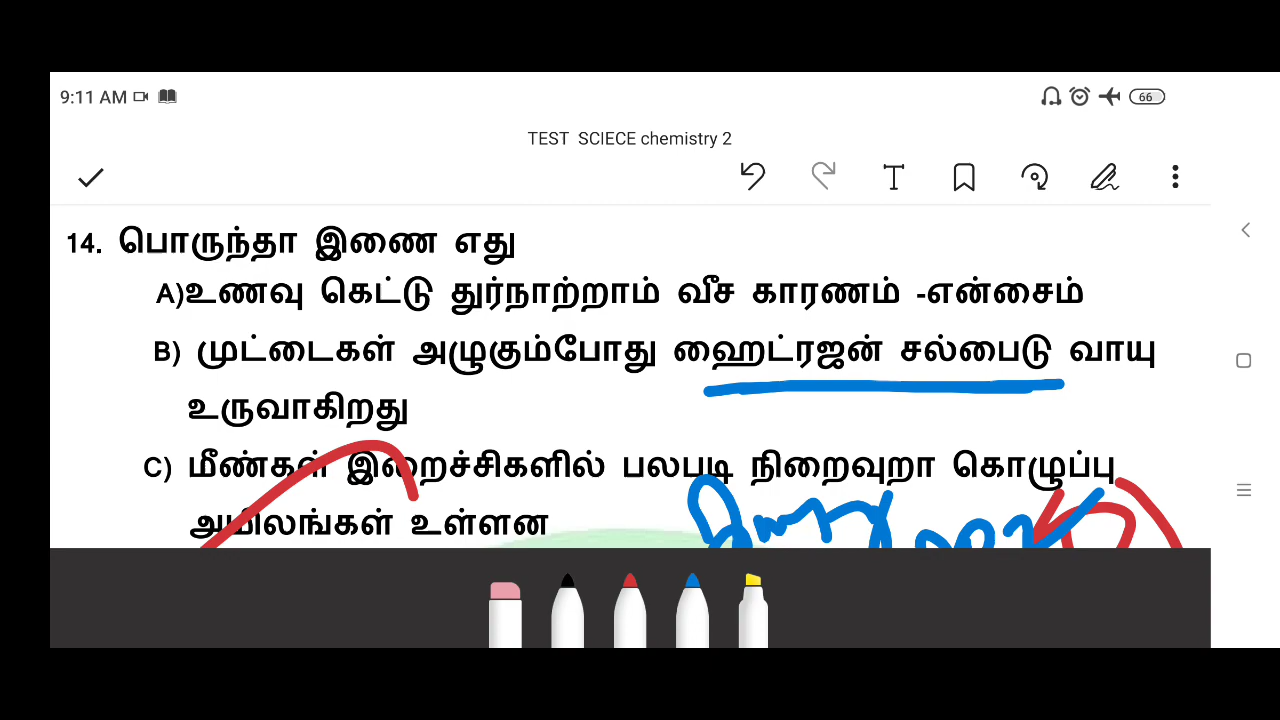 9:11 AM 66
TEST SCIECE chemistry 2
14. பொருந்தா இணை எது
A)உணவு கெட்டு துர்நாற்றாம் வீச காரணம் -என்சைம்
B) முட்டைகள் அழுகும்போது ஹைட்ரஜன் சல்பைடு வாயு
உருவாகிறது
C) மீண்கள் இறைச்சிகளில் பலபடி நிறைவுறா கொழுப்பு
அமிலங்கள் உள்ளன